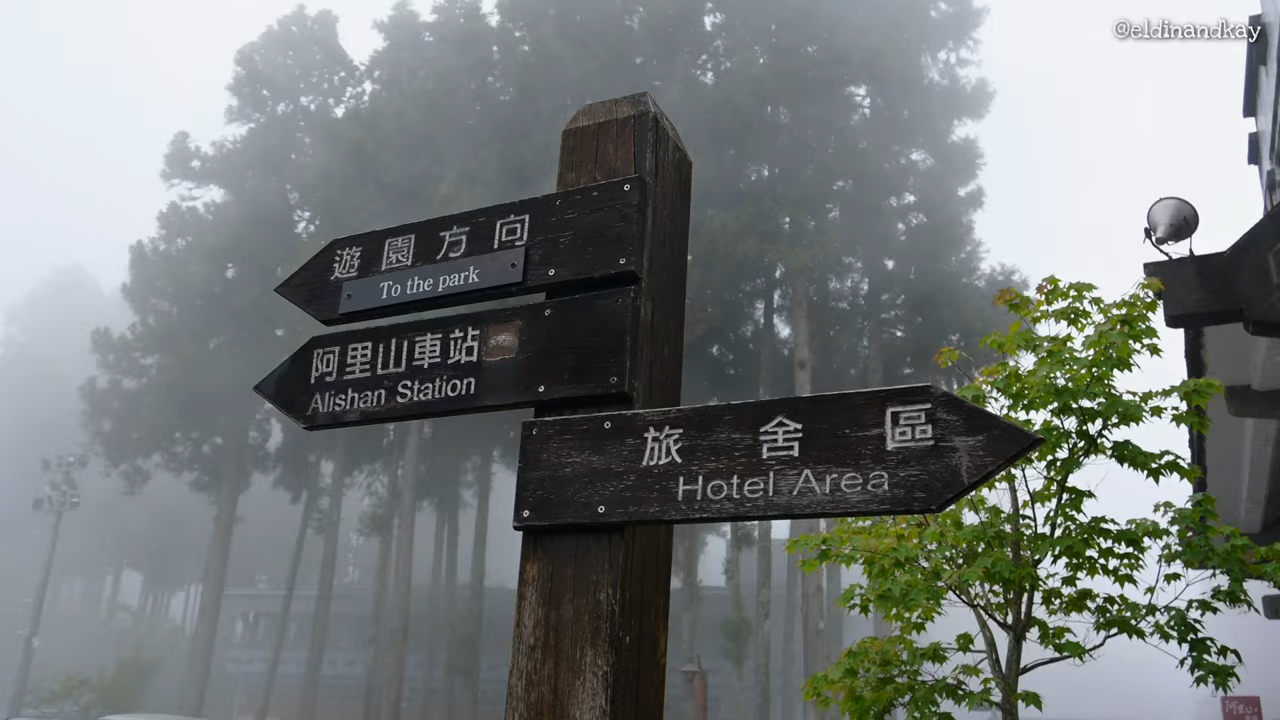 @eldinandkay
遊園方向
To the park
阿里山車站
Alishan Station
旅舍區
Hotel Area